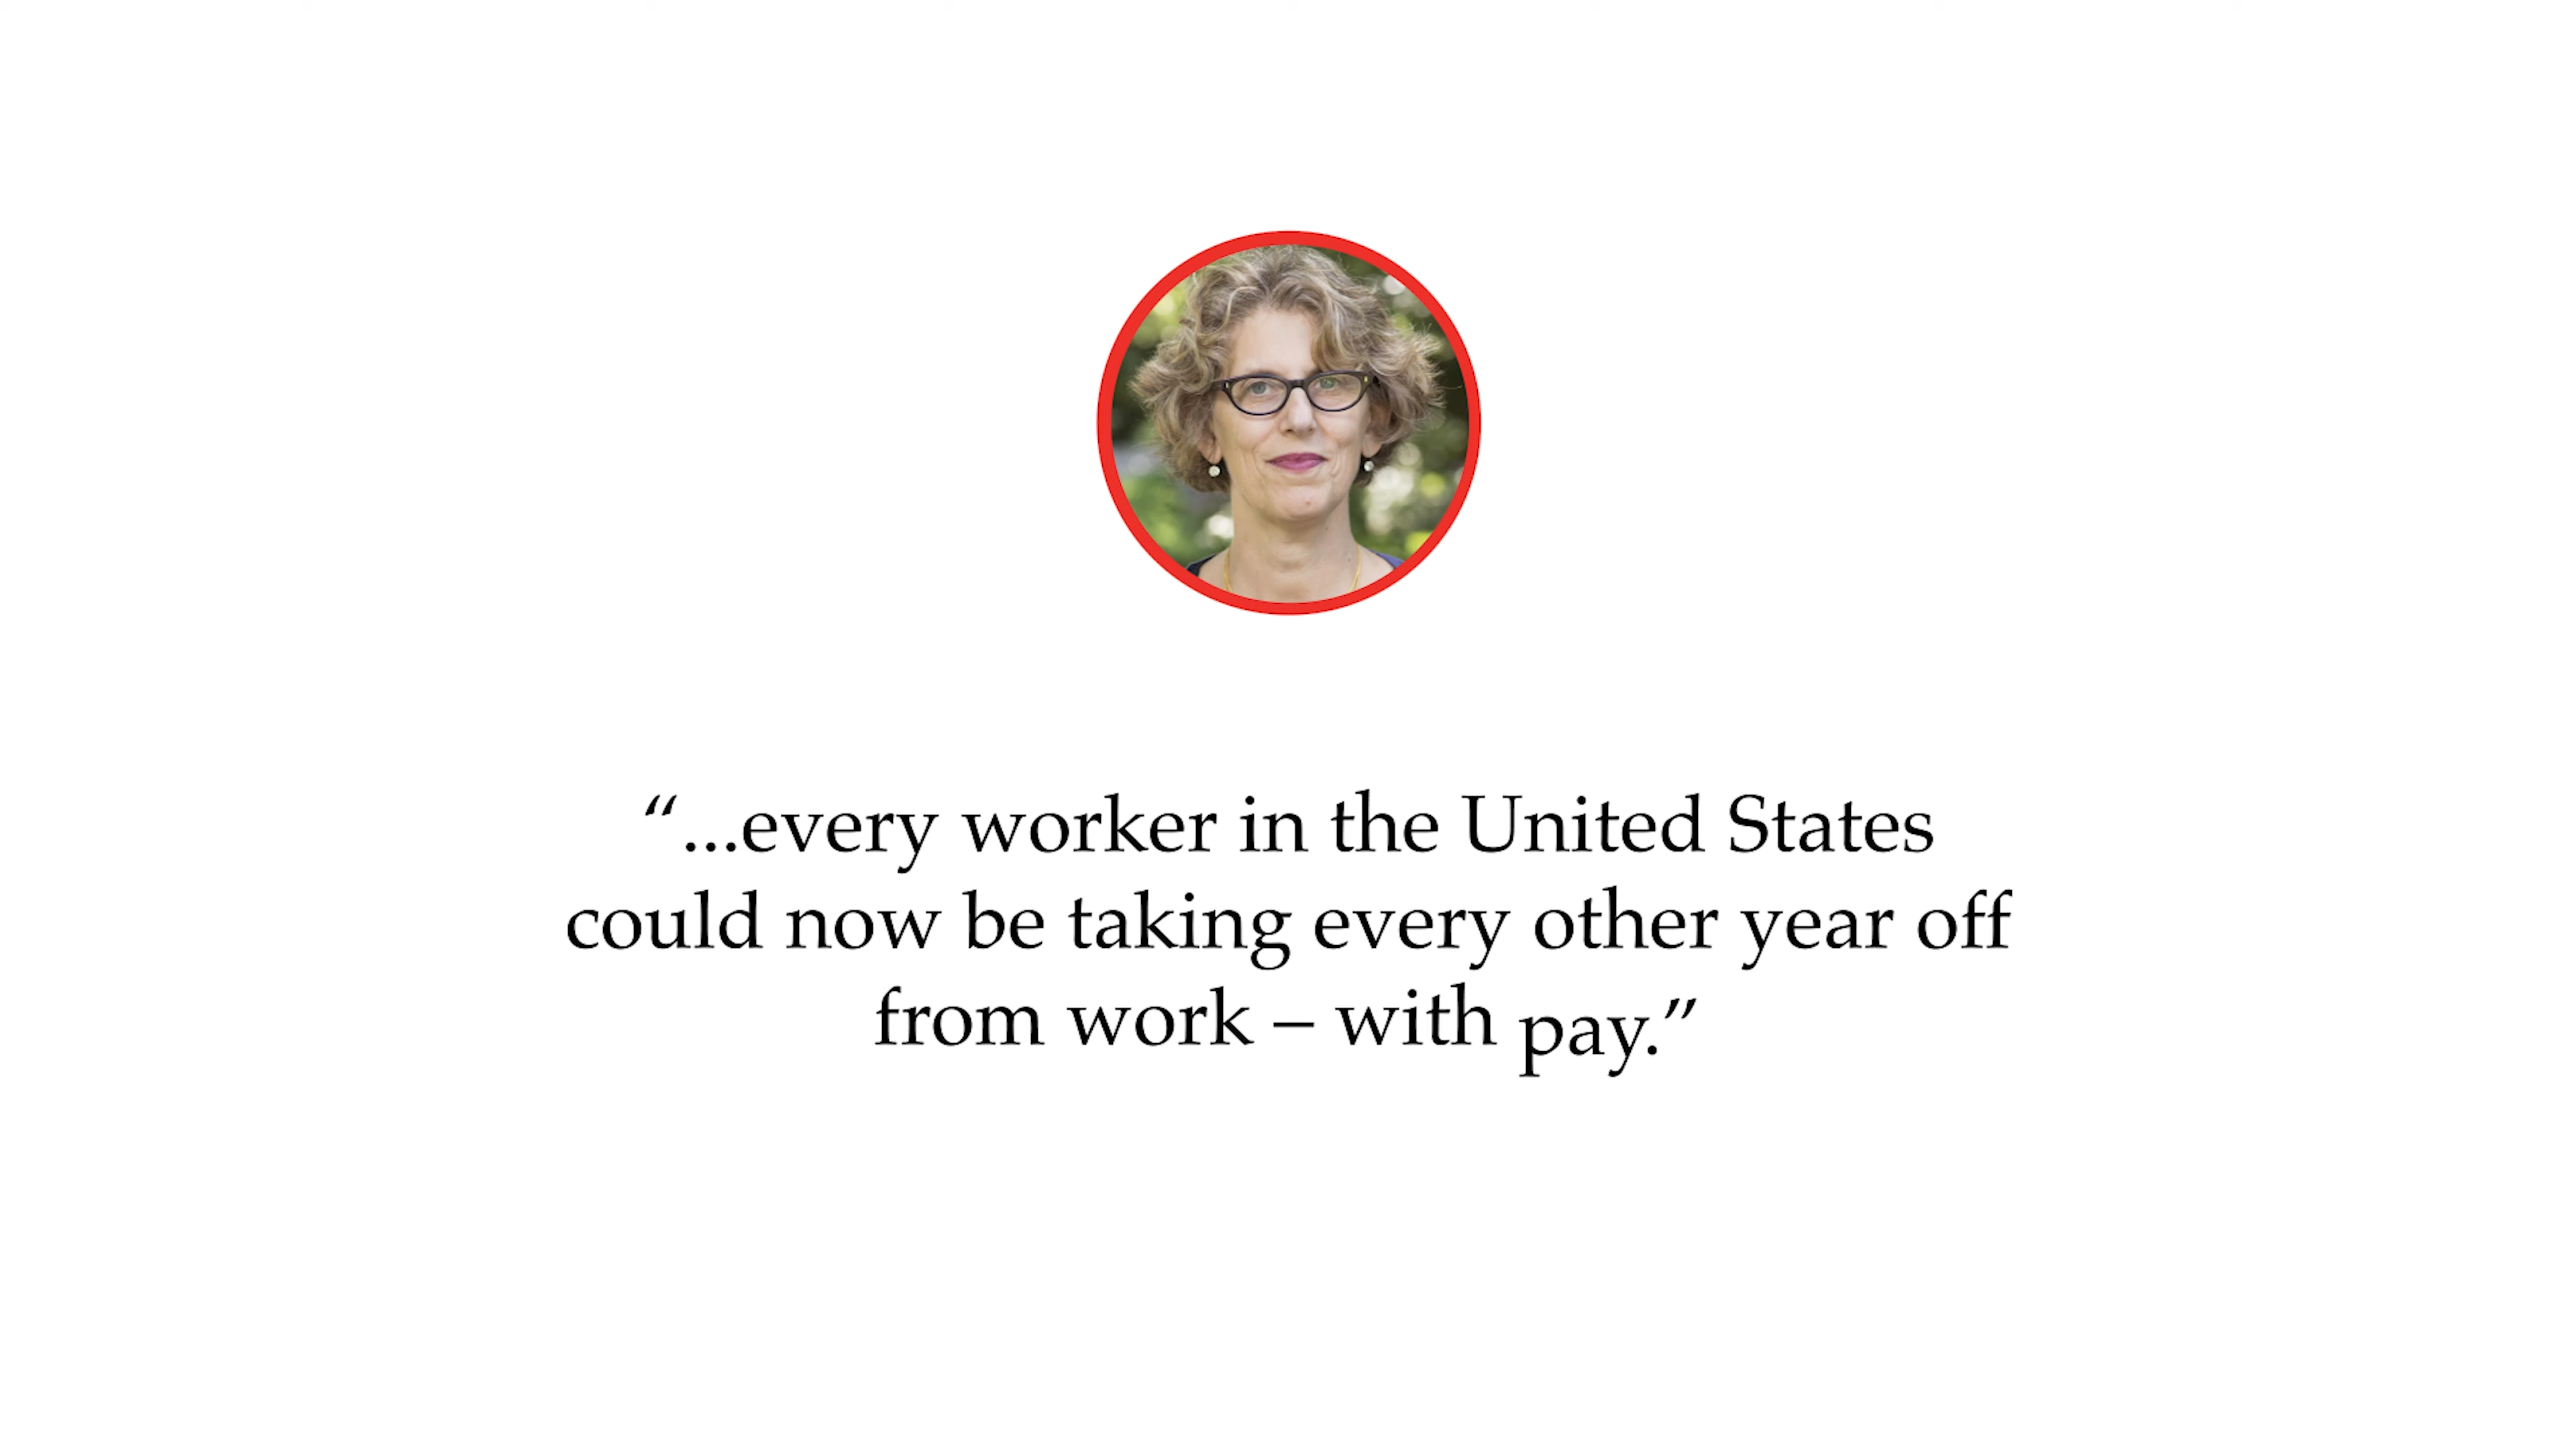 “...every worker in the United States
could now be taking every other year off
from work – with pay.”